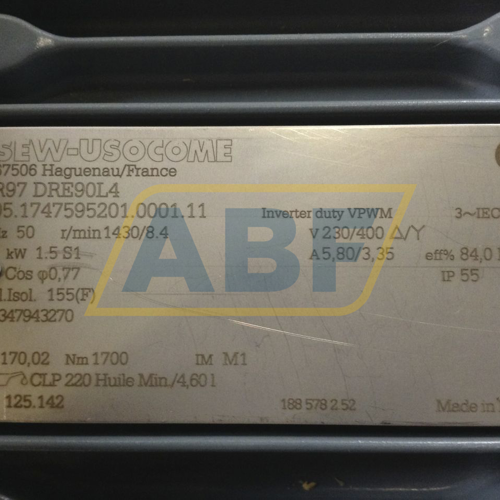 SEW-USOCOME
67506 Haguenau/France
R97 DRE90L4
05.1747595201.0001.11 Inverter duty VPWM 3~IEC
Hz 50 r/min 1430/8.4 V 230/400 Δ/Y
kW 1.5 S1 A 5,80/3,35 eff% 84,0
Cos φ 0,77 IP 55
.Isol. 155(F)
347943270
170,02 Nm 1700 IM M1
CLP 220 Huile Min./4,60 l
125.142 188 578 2 52 Made in
ABF